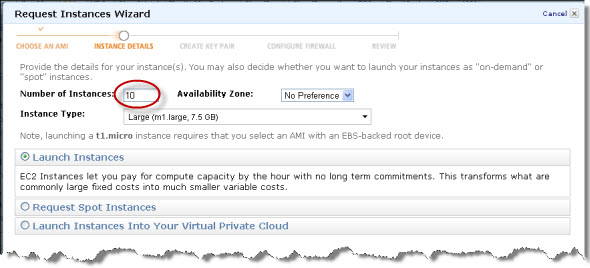 Request Instances Wizard Cancel X
CHOOSE AN AMI INSTANCE DETAILS CREATE KEY PAIR CONFIGURE FIREWALL REVIEW
Provide the details for your instance(s). You may also decide whether you want to launch your instances as "on-demand" or
"spot" instances.
Number of Instances: 10 Availability Zone: No Preference
Instance Type: Large (m1.large, 7.5 GB)
Note, launching a t1.micro instance requires that you select an AMI with an EBS-backed root device.
Launch Instances
EC2 Instances let you pay for compute capacity by the hour with no long term commitments. This transforms what are
commonly large fixed costs into much smaller variable costs.
Request Spot Instances
Launch Instances Into Your Virtual Private Cloud